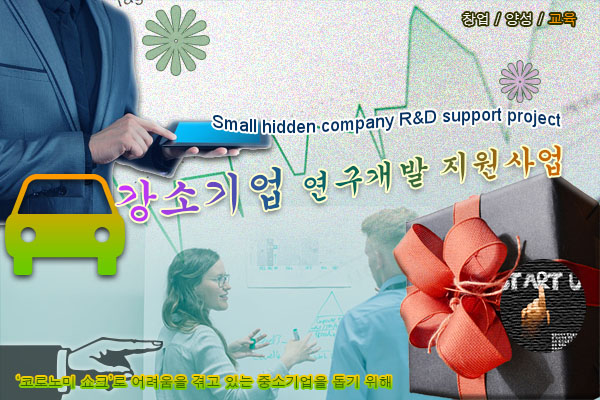 창업 / 양성 / 교육
Small hidden company R&D support project
강소기업 연구개발 지원사업
START U
'코르노미 쇼크'로 어려움을 겪고 있는 중소기업을 돕기 위해